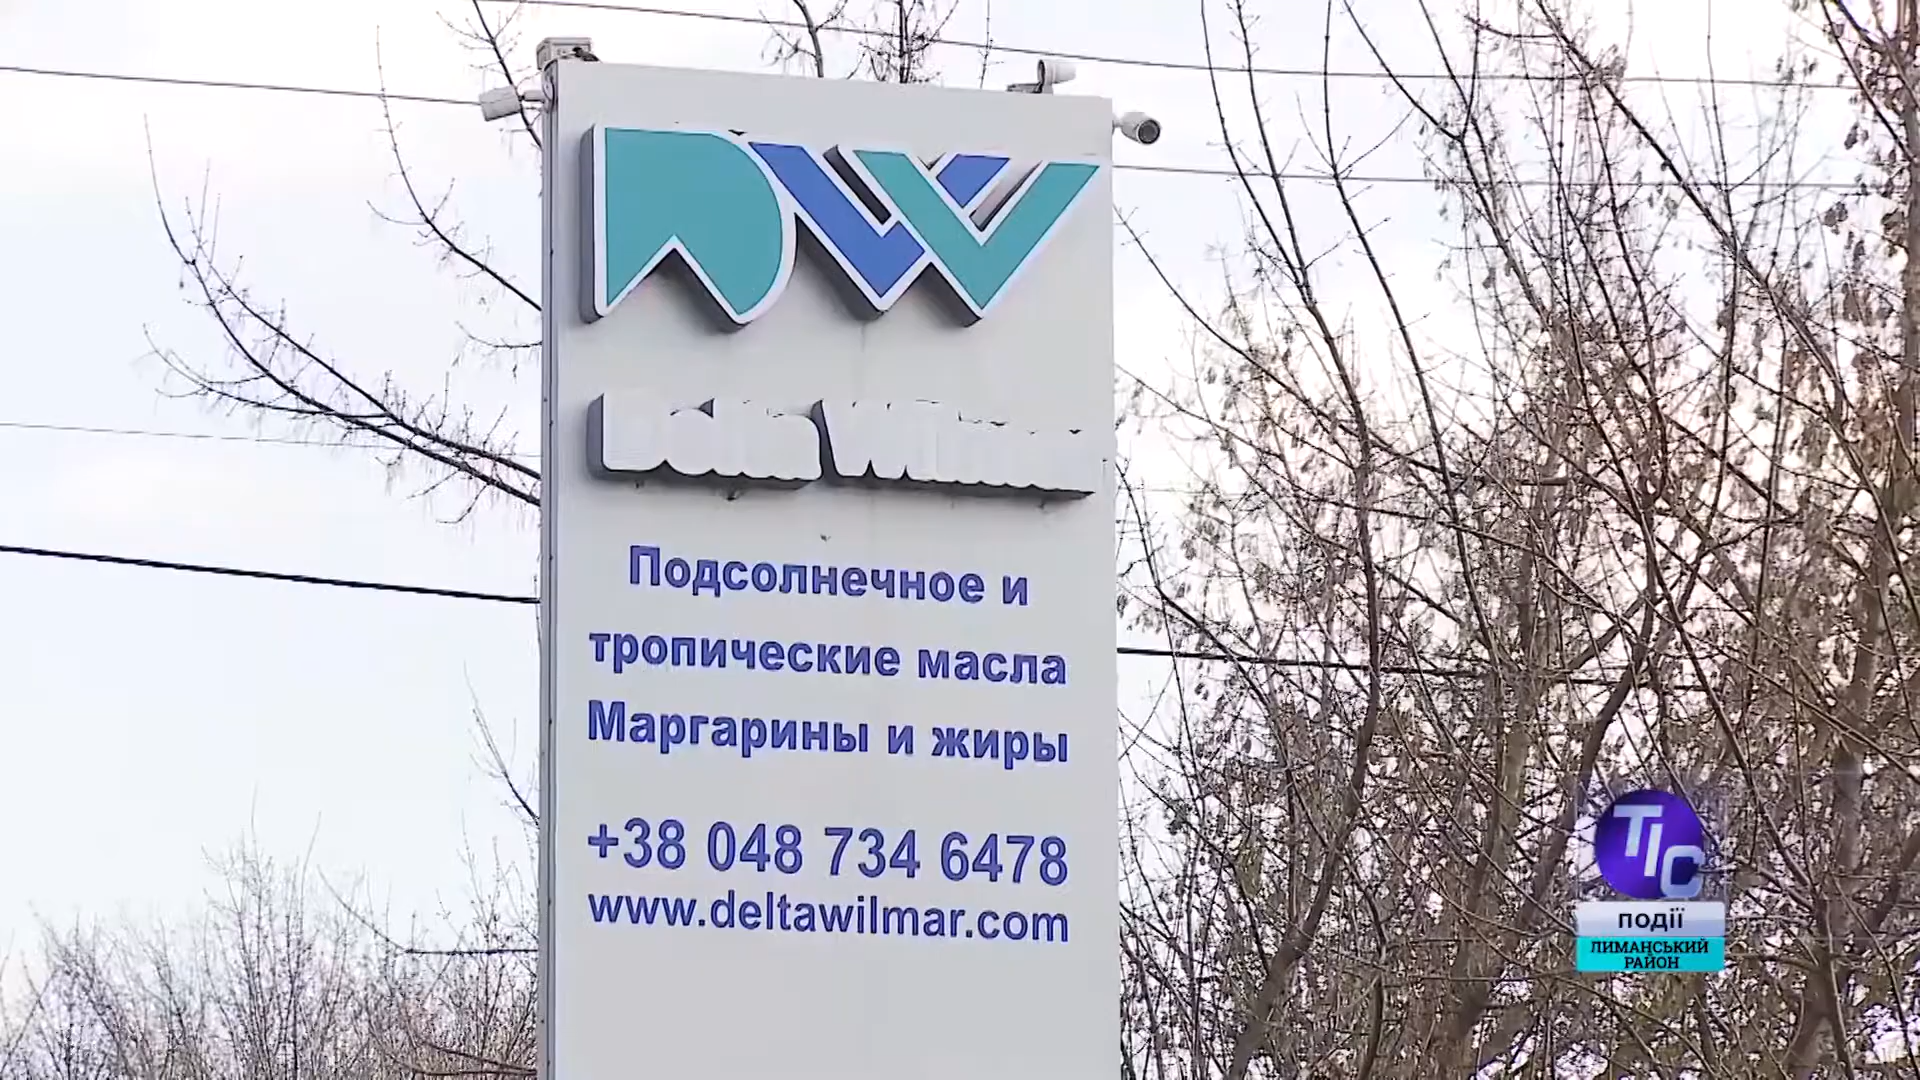 DW
Delta Wilmar
Подсолнечное и
тропические масла
Маргарины и жиры
+38 048 734 6478
www.deltawilmar.com
ТІС
ПОДІЇ
ЛИМАНСЬКИЙ
РАЙОН